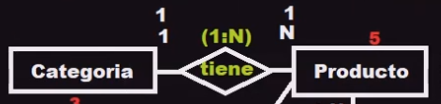 1 1
1 (1:N) N 5
Categoria tiene Producto